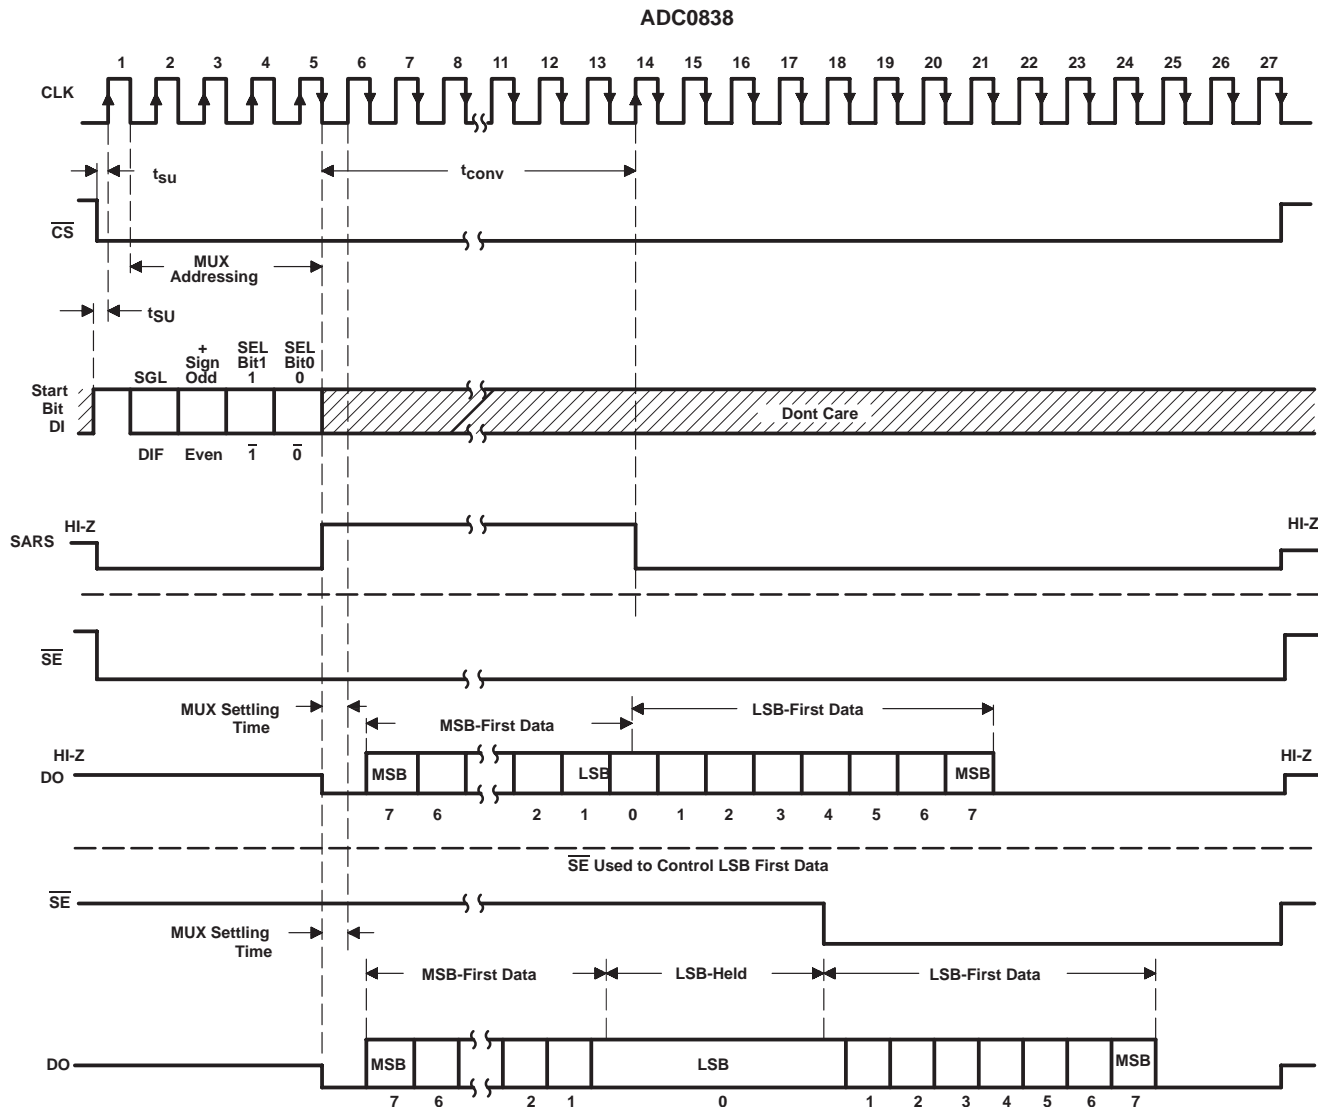 ADC0838
1 2 3 4 5 6 7 8 11 12 13 14 15 16 17 18 19 20 21 22 23 24 25 26 27
CLK
tsu
tconv
CS
MUX
Addressing
tSU
+ SEL SEL
Sign Bit1 Bit0
SGL Odd 1 0
Start
Bit
DI
Dont Care
DIF Even 1 0
HI-Z HI-Z
SARS
SE
MUX Settling
Time
MSB-First Data
LSB-First Data
HI-Z HI-Z
DO
MSB LSB MSB
7 6 2 1 0 1 2 3 4 5 6 7
SE Used to Control LSB First Data
SE
MUX Settling
Time
MSB-First Data LSB-Held LSB-First Data
DO
MSB LSB MSB
7 6 2 1 0 1 2 3 4 5 6 7